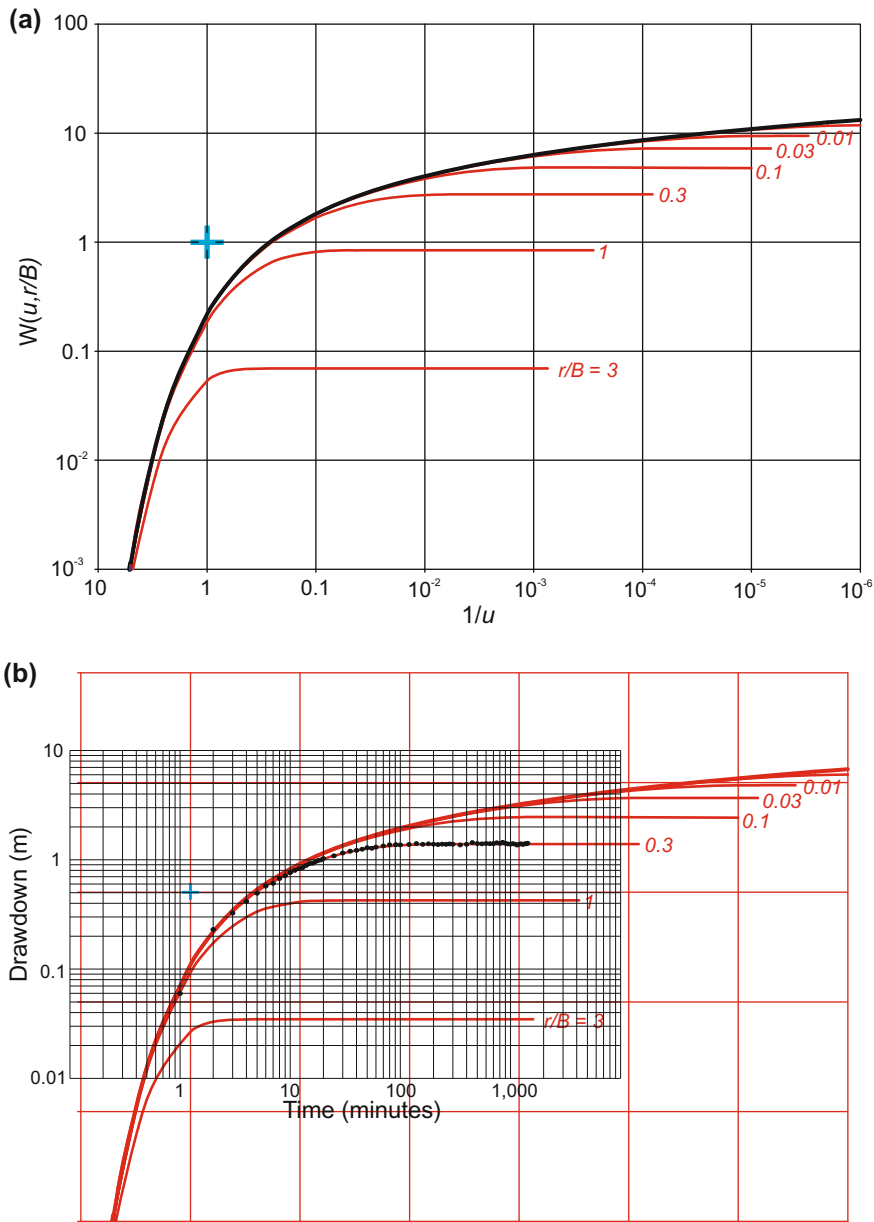 (a)
100
10
1
0.1
10⁻²
10⁻³
W(u,r/B)
0.01
0.03
0.1
0.3
1
r/B = 3
10 1 0.1 10⁻² 10⁻³ 10⁻⁴ 10⁻⁵ 10⁻⁶
1/u
(b)
10
1
0.1
0.01
Drawdown (m)
0.01
0.03
0.1
0.3
1
r/B = 3
1 10 100 1,000
Time (minutes)